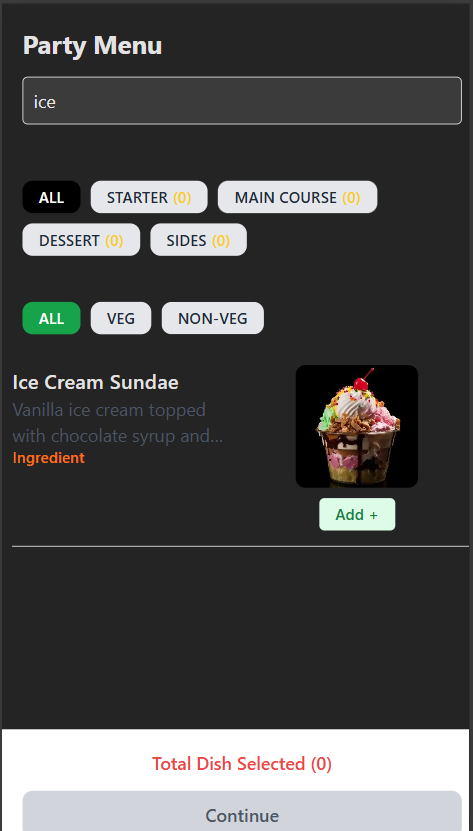 Party Menu
ice
ALL STARTER (0) MAIN COURSE (0)
DESSERT (0) SIDES (0)
ALL VEG NON-VEG
Ice Cream Sundae
Vanilla ice cream topped
with chocolate syrup and...
Ingredient
Add +
Total Dish Selected (0)
Continue